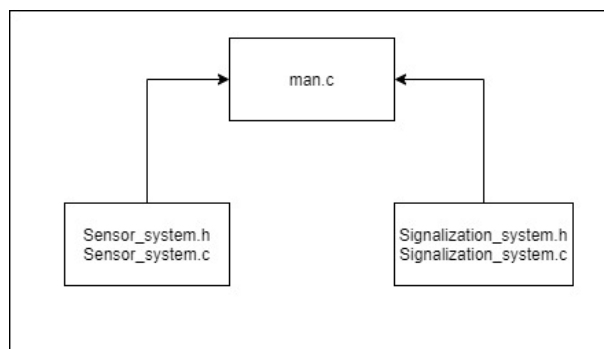 man.c
Sensor_system.h
Sensor_system.c
Signalization_system.h
Signalization_system.c